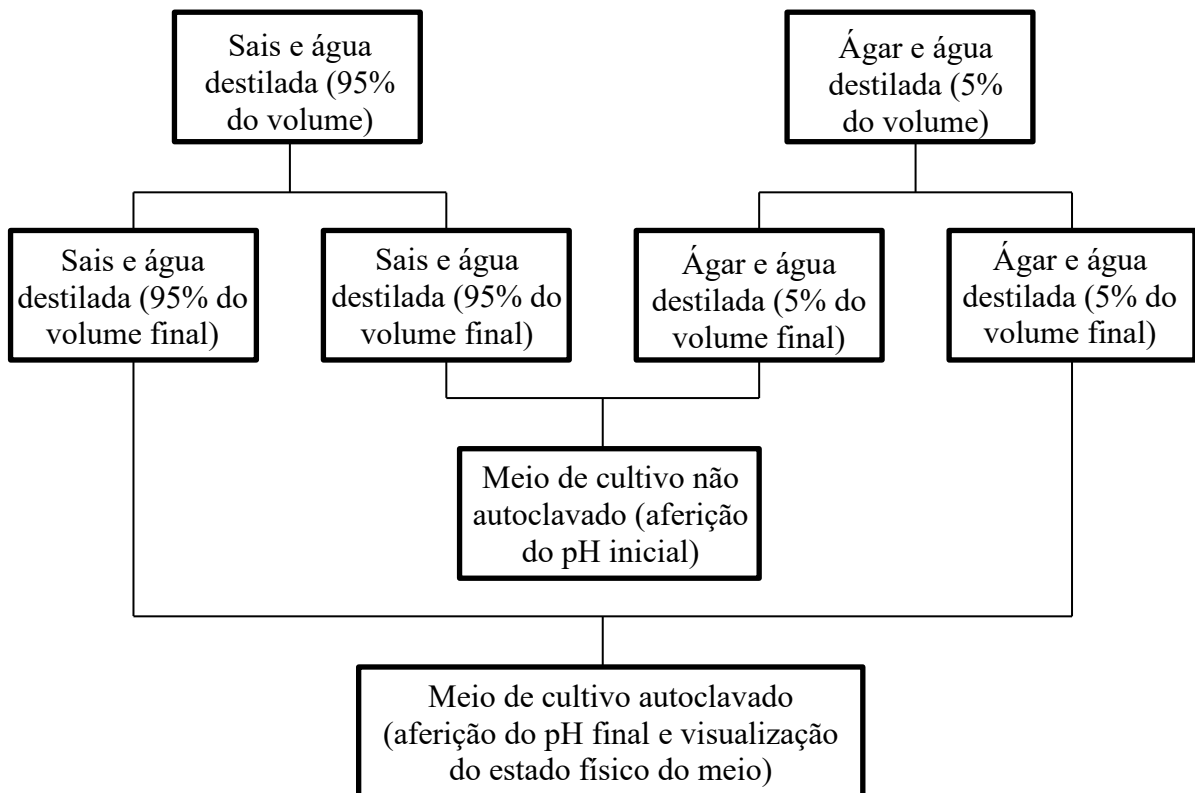 Sais e água
destilada (95%
do volume)
Ágar e água
destilada (5%
do volume)
Sais e água
destilada (95% do
volume final)
Sais e água
destilada (95% do
volume final)
Ágar e água
destilada (5% do
volume final)
Ágar e água
destilada (5% do
volume final)
Meio de cultivo não
autoclavado (aferição
do pH inicial)
Meio de cultivo autoclavado
(aferição do pH final e visualização
do estado físico do meio)